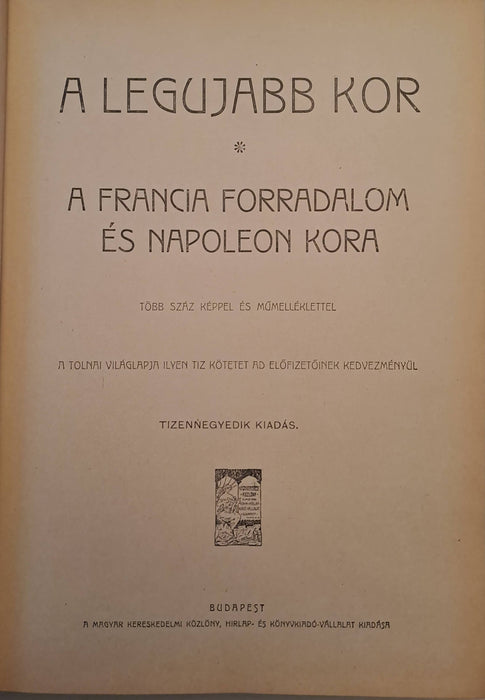 A LEGUJABB KOR
A FRANCIA FORRADALOM
ÉS NAPOLEON KORA
TÖBB SZÁZ KÉPPEL ÉS MŰMELLÉKLETTEL
A TOLNAI VILÁGLAPJA ILYEN TIZ KÖTETET AD ELŐFIZETŐINEK KEDVEZMÉNYÜL
TIZENNEGYEDIK KIADÁS.
BUDAPEST
A MAGYAR KERESKEDELMI KÖZLÖNY, HIRLAP- ÉS KÖNYVKIADÓ-VÁLLALAT KIADÁSA